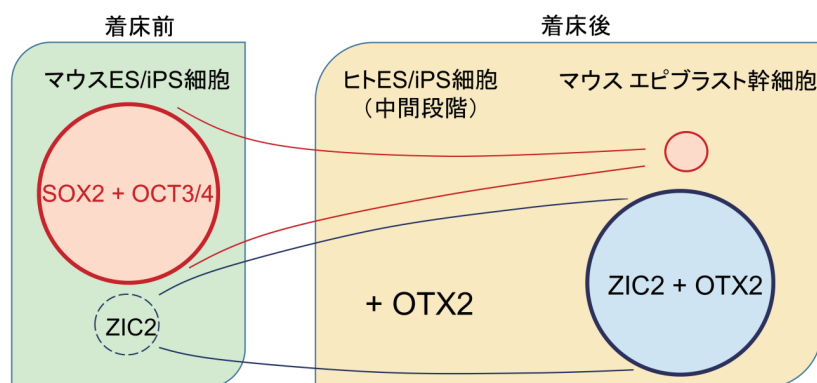 着床前
マウスES/iPS細胞
SOX2 + OCT3/4
ZIC2
着床後
ヒトES/iPS細胞
（中間段階）
マウス エピブラスト幹細胞
+ OTX2
ZIC2 + OTX2